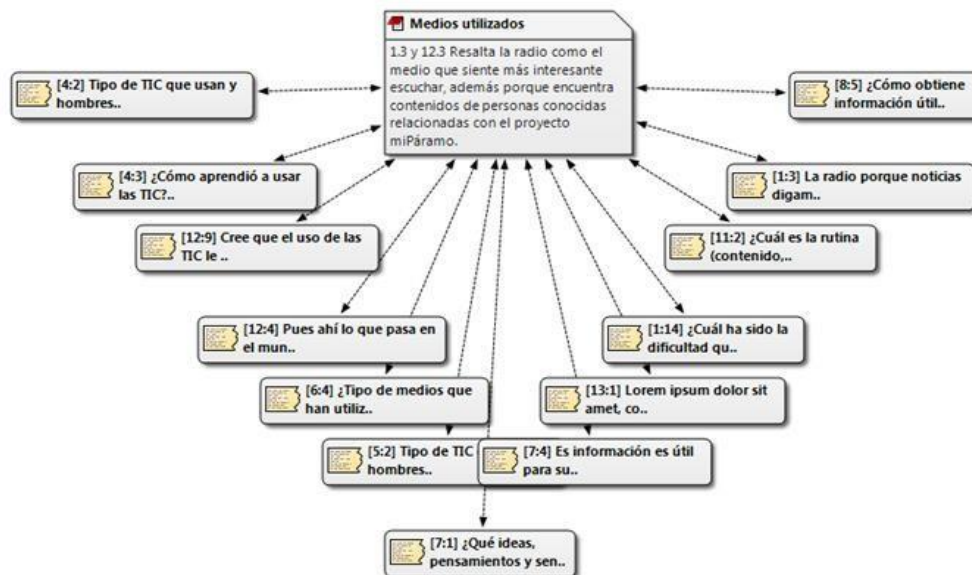 Medios utilizados
1.3 y 12.3 Resalta la radio como el
medio que siente más interesante
escuchar, además porque encuentra
contenidos de personas conocidas
relacionadas con el proyecto
miPáramo.
[4:2] Tipo de TIC que usan y
hombres..
[8:5] ¿Cómo obtiene
información útil..
[4:3] ¿Cómo aprendió a usar
las TIC?..
[1:3] La radio porque noticias
digam..
[12:9] Cree que el uso de las
TIC le ..
[11:2] ¿Cuál es la rutina
(contenido,..
[12:4] Pues ahí lo que pasa en
el mun..
[1:14] ¿Cuál ha sido la
dificultad qu..
[6:4] ¿Tipo de medios que
han utiliz..
[13:1] Lorem ipsum dolor sit
amet, co..
[5:2] Tipo de TIC
hombres..
[7:4] Es información es útil
para su..
[7:1] ¿Qué ideas,
pensamientos y sen..